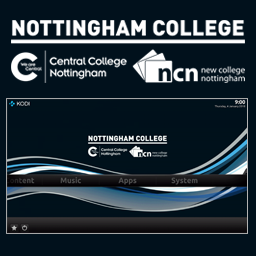 NOTTINGHAM COLLEGE
We are
Central
Central College
Nottingham
ncn
new college
nottingham
KODI
9:00
NOTTINGHAM COLLEGE
Central College
Nottingham
ncn
new college
nottingham
ontent Music Apps System